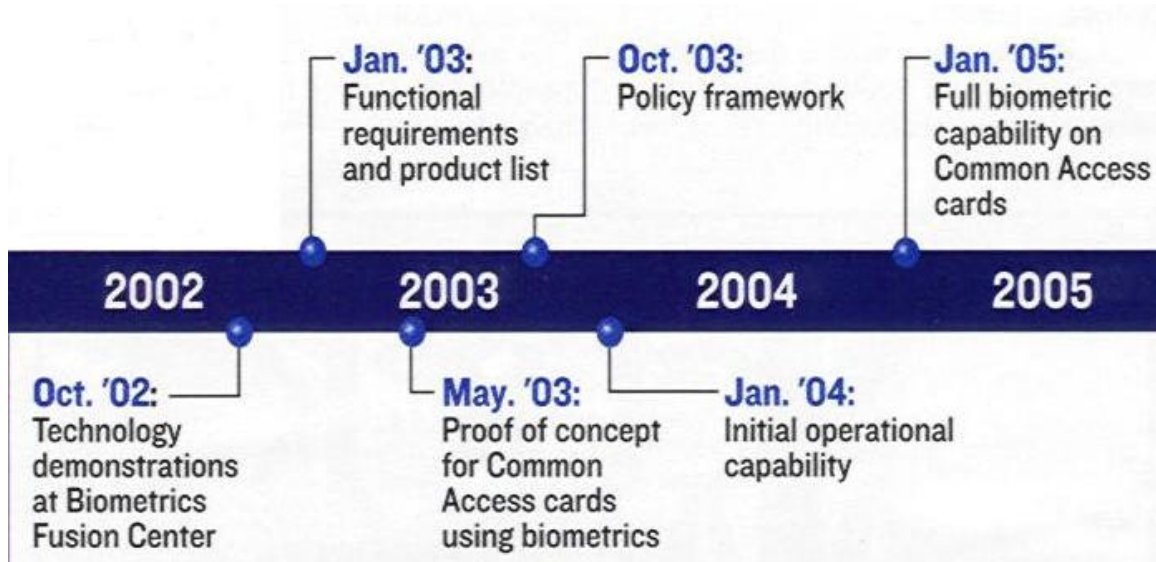 Jan. '03:
Functional
requirements
and product list
Oct. '03:
Policy framework
Jan. '05:
Full biometric
capability on
Common Access
cards
2002
2003
2004
2005
Oct. '02:
Technology
demonstrations
at Biometrics
Fusion Center
May. '03:
Proof of concept
for Common
Access cards
using biometrics
Jan. '04:
Initial operational
capability